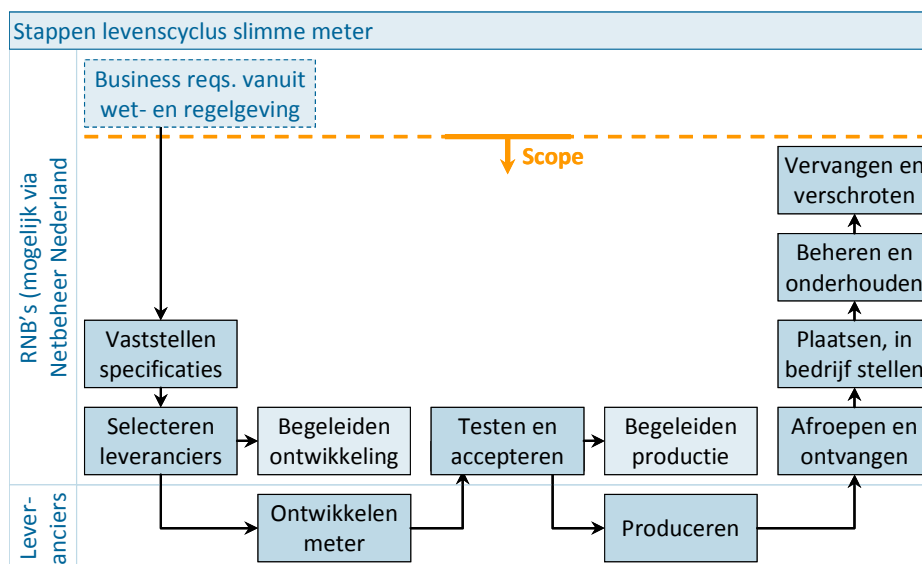 Stappen levenscyclus slimme meter
Business reqs. vanuit
wet- en regelgeving
Scope
RNB's (mogelijk via
Netbeheer Nederland
Vervangen en
verschroten
Beheren en
onderhouden
Vaststellen
specificaties
Plaatsen, in
bedrijf stellen
Selecteren
leveranciers
Begeleiden
ontwikkeling
Testen en
accepteren
Begeleiden
productie
Afroepen en
ontvangen
Lever-
anciers
Ontwikkelen
meter
Produceren